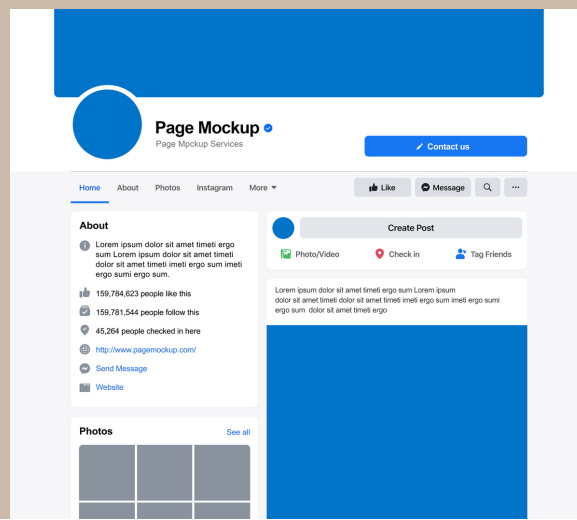 Page Mockup
Page Mpckup Services
Contact us
Home About Photos Instagram More
Like Message ...
About
Lorem ipsum dolor sit amet timeti ergo
sum Lorem ipsum dolor sit amet timeti
dolor sit amet timeti imeti ergo sum imeti
ergo sumi ergo sum.
159,784,623 people like this
159,781,544 people follow this
45,264 people checked in here
http://www.pagemockup.com/
Send Message
Website
Photos See all
Create Post
Photo/Video Check in Tag Friends
Lorem ipsum dolor sit amet timeti ergo sum Lorem ipsum
dolor sit amet timeti dolor sit amet timeti imeti ergo sum imeti ergo sumi
ergo sum dolor sit amet timeti ergo